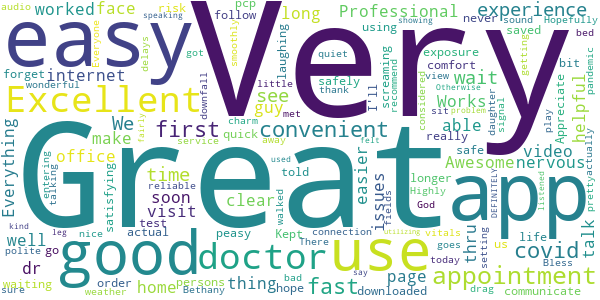 audio
speaking
worked
face
risk
long
Professional
experience
Very
easy
internet
forget
wonderful
Everyone
delays
smoothly
got
little
met
downfall
laughing
quiet
thank
pcp
follow
using
screaming
recommend
exposure
comfort
view
I'll
never
saved
bit
considered
sound
Hopefully
getting
showing
bed
pandemic
Excellent
guy
see
safely
wait
Appreciate
helpful
daughter
Otherwise
signal
play
We
first
convenient
charm
quick
away
service
fairly
make
office
Great
app
able
Works
really
sit
safe
video
problem
Everything
entering
talking
satisfying
time
soon
visit
clear
reliable
test
told
easier
issues
felt
used
longer
Highly
God
Awesome
nervous
DEFINITELY
listened
pretty
actually
good
doctor
use
covid
talk
thru
setting
life
us
Bless
well
polite
kind
leg
nice
go
dr
actual
peasy
Kept
walked
There
connection
fields
utilizing
vitals
goes
today
page
appointment
waiting
sure
home
weather
order
persons
Bethany
thing
bad
hope
say
fast
downloaded
drag
communicate